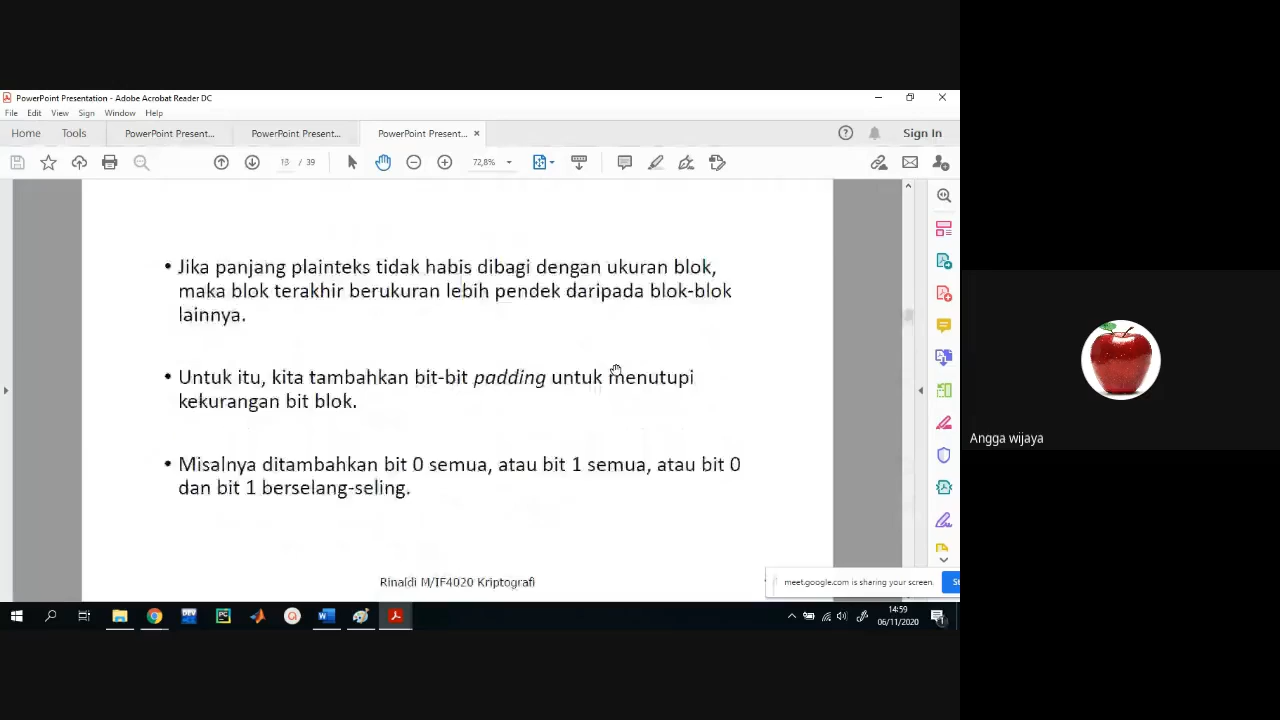 PowerPoint Presentation - Adobe Acrobat Reader DC
File Edit View Sign Window Help
Home Tools PowerPoint Present... PowerPoint Present... PowerPoint Present... × Sign In
13 / 39 72,8%
• Jika panjang plainteks tidak habis dibagi dengan ukuran blok,
maka blok terakhir berukuran lebih pendek daripada blok-blok
lainnya.
• Untuk itu, kita tambahkan bit-bit padding untuk menutupi
kekurangan bit blok.
• Misalnya ditambahkan bit 0 semua, atau bit 1 semua, atau bit 0
dan bit 1 berselang-seling.
Rinaldi M/IF4020 Kriptografi
meet.google.com is sharing your screen.
14:59
06/11/2020
Angga wijaya